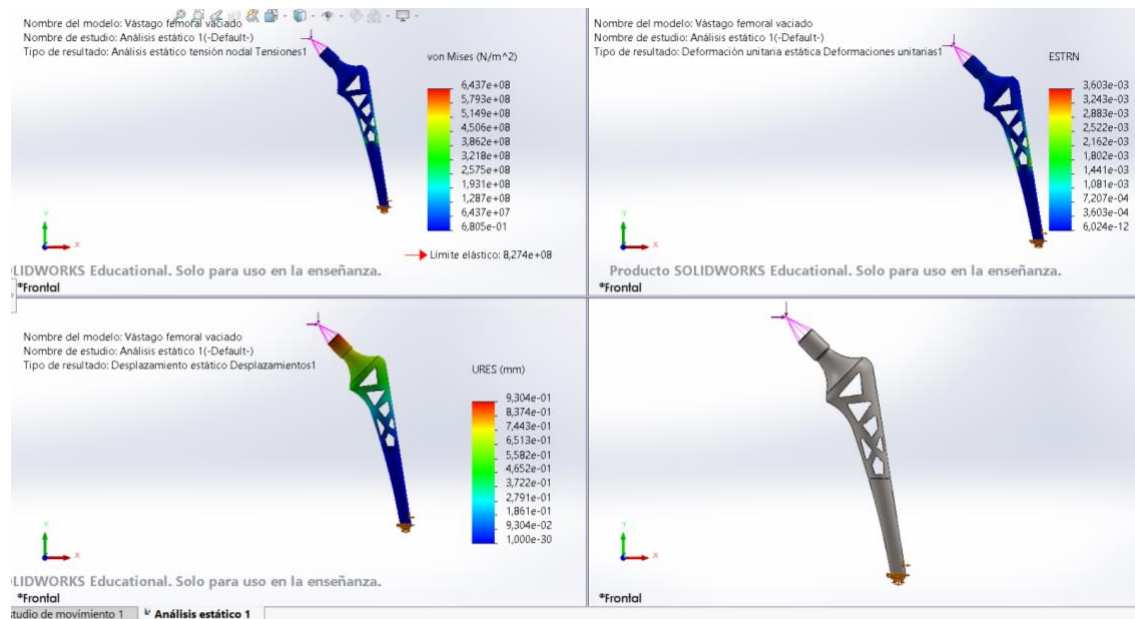 Nombre del modelo: Vástago femoral vaciado
Nombre de estudio: Análisis estático 1(-Default-)
Tipo de resultado: Análisis estático tensión nodal Tensiones1
von Mises (N/m^2)
6,437e+08
5,793e+08
5,149e+08
4,506e+08
3,862e+08
3,218e+08
2,575e+08
1,931e+08
1,287e+08
6,437e+07
6,805e-01
Límite elástico: 8,274e+08
Y
X
OLIDWORKS Educational. Solo para uso en la enseñanza.
*Frontal
Nombre del modelo: Vástago femoral vaciado
Nombre de estudio: Análisis estático 1(-Default-)
Tipo de resultado: Deformación unitaria estática Deformaciones unitarias1
ESTRN
3,603e-03
3,243e-03
2,883e-03
2,522e-03
2,162e-03
1,802e-03
1,441e-03
1,081e-03
7,207e-04
3,603e-04
6,024e-12
Y
X
Producto SOLIDWORKS Educational. Solo para uso en la enseñanza.
*Frontal
Nombre del modelo: Vástago femoral vaciado
Nombre de estudio: Análisis estático 1(-Default-)
Tipo de resultado: Desplazamiento estático Desplazamientos1
URES (mm)
9,304e-01
8,374e-01
7,443e-01
6,513e-01
5,582e-01
4,652e-01
3,722e-01
2,791e-01
1,861e-01
9,304e-02
1,000e-30
Y
X
OLIDWORKS Educational. Solo para uso en la enseñanza.
*Frontal
Y
X
*Frontal
studio de movimiento 1
Análisis estático 1